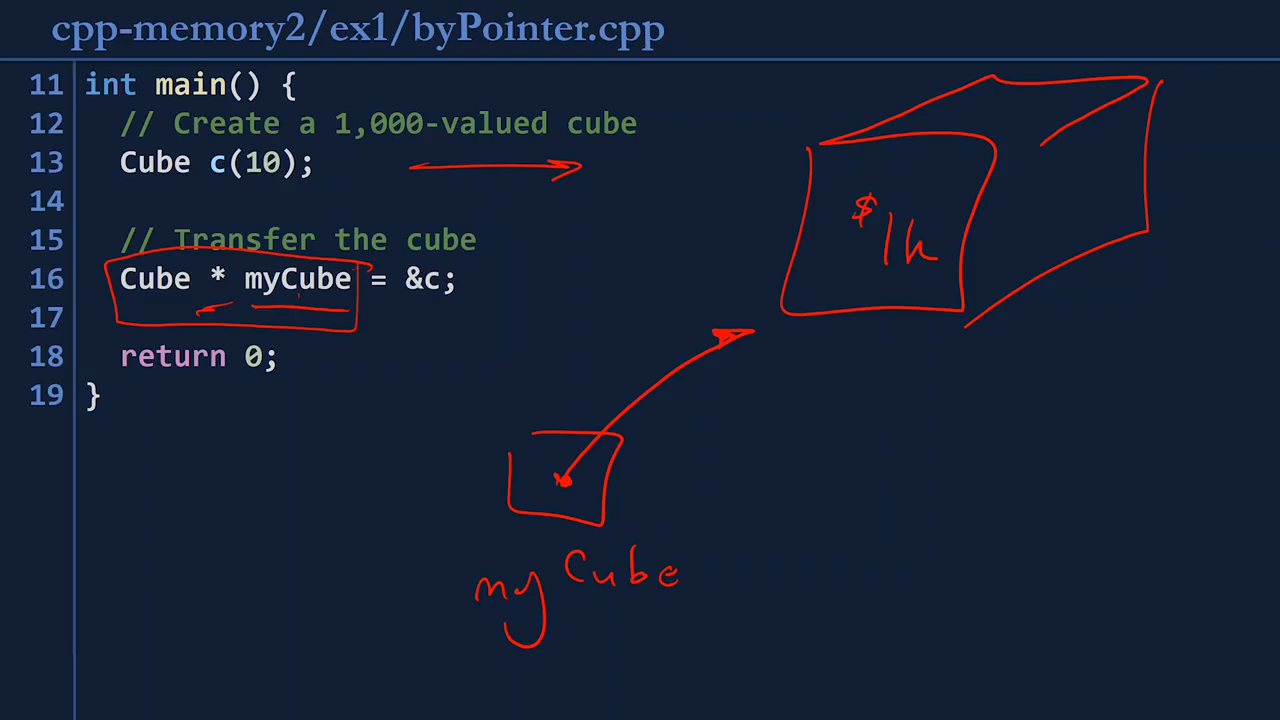 cpp-memory2/ex1/byPointer.cpp
11 int main() {
12 // Create a 1,000-valued cube
13 Cube c(10);
14
15 // Transfer the cube
16 Cube * myCube = &c;
17
18 return 0;
19 }
$1k
myCube